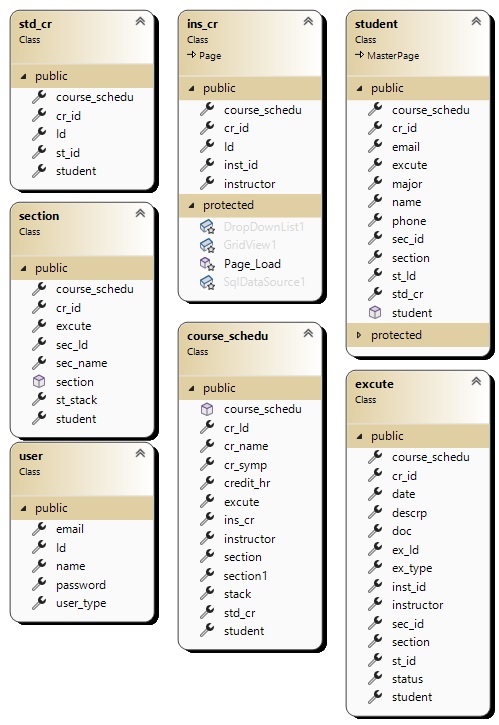 std_cr
Class
public
course_schedu
cr_id
Id
st_id
student
section
Class
public
course_schedu
cr_id
excute
sec_Id
sec_name
section
st_stack
student
user
Class
public
email
Id
name
password
user_type
ins_cr
Class
Page
public
course_schedu
cr_id
Id
inst_id
instructor
protected
DropDownList1
GridView1
Page_Load
SqlDataSource1
course_schedu
Class
public
course_schedu
cr_Id
cr_name
cr_symp
credit_hr
excute
ins_cr
instructor
section
section1
stack
std_cr
student
student
Class
MasterPage
public
course_schedu
cr_id
email
excute
major
name
phone
sec_id
section
st_Id
std_cr
student
protected
excute
Class
public
course_schedu
cr_id
date
descrp
doc
ex_Id
ex_type
inst_id
instructor
sec_id
section
st_id
status
student